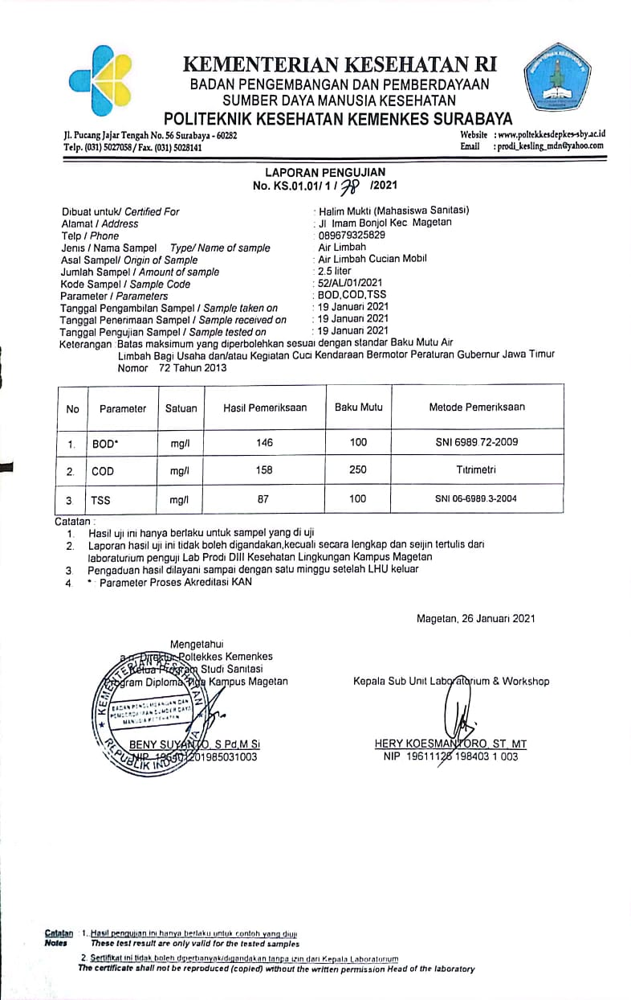 KEMENTERIAN KESEHATAN RI
BADAN PENGEMBANGAN DAN PEMBERDAYAAN
SUMBER DAYA MANUSIA KESEHATAN
POLITEKNIK KESEHATAN KEMENKES SURABAYA
Jl. Pucang Jajar Tengah No. 56 Surabaya - 60282 Website : www.poltekkesdepkes-sby.ac.id
Telp. (031) 5027058 / Fax. (031) 5028141 Email : prodi_kesling_mdn@yahoo.com
LAPORAN PENGUJIAN
No. KS.01.01/ 1 / 78 /2021
Dibuat untuk/ Certified For : Halim Mukti (Mahasiswa Sanitasi)
Alamat / Address : Jl Imam Bonjol Kec Magetan
Telp / Phone : 089679325829
Jenis / Nama Sampel Type/ Name of sample Air Limbah
Asal Sampel/ Origin of Sample : Air Limbah Cucian Mobil
Jumlah Sampel / Amount of sample : 2.5 liter
Kode Sampel / Sample Code : 52/AL/01/2021
Parameter / Parameters : BOD,COD,TSS
Tanggal Pengambilan Sampel / Sample taken on : 19 Januari 2021
Tanggal Penerimaan Sampel / Sample received on : 19 Januari 2021
Tanggal Pengujian Sampel / Sample tested on : 19 Januari 2021
Keterangan :Batas maksimum yang diperbolehkan sesuai dengan standar Baku Mutu Air
Limbah Bagi Usaha dan/atau Kegiatan Cuci Kendaraan Bermotor Peraturan Gubernur Jawa Timur
Nomor 72 Tahun 2013
No Parameter Satuan Hasil Pemeriksaan Baku Mutu Metode Pemeriksaan
1. BOD* mg/l 146 100 SNI 6989.72-2009
2. COD mg/l 158 250 Titrimetri
3. TSS mg/l 87 100 SNI 06-6989.3-2004
Catatan :
1. Hasil uji ini hanya berlaku untuk sampel yang di uji
2. Laporan hasil uji ini tidak boleh digandakan,kecuali secara lengkap dan seijin tertulis dari
laboratorium penguji Lab Prodi DIII Kesehatan Lingkungan Kampus Magetan
3. Pengaduan hasil dilayani sampai dengan satu minggu setelah LHU keluar
4. * : Parameter Proses Akreditasi KAN
Magetan, 26 Januari 2021
Mengetahui
a.n Direktur Poltekkes Kemenkes
Ketua Program Studi Sanitasi
Program Diploma Tiga Kampus Magetan Kepala Sub Unit Laboratorium & Workshop
KEMENTERIAN KESEHATAN
BADAN PENGEMBANGAN DAN
PEMBERDAYAAN SUMBER DAYA
MANUSIA KESEHATAN
REPUBLIK INDONESIA
BENY SUYANTO, S Pd,M Si HERY KOESMANTORO, ST, MT
NIP 201985031003 NIP 19611126 198403 1 003
Catatan : 1. Hasil pengujian ini hanya berlaku untuk contoh yang diuji
Notes These test result are only valid for the tested samples
2. Sertifikat ini tidak boleh diperbanyak/digandakan tanpa izin dari Kepala Laboratorium
The certificate shall not be reproduced (copied) without the written permission Head of the laboratory